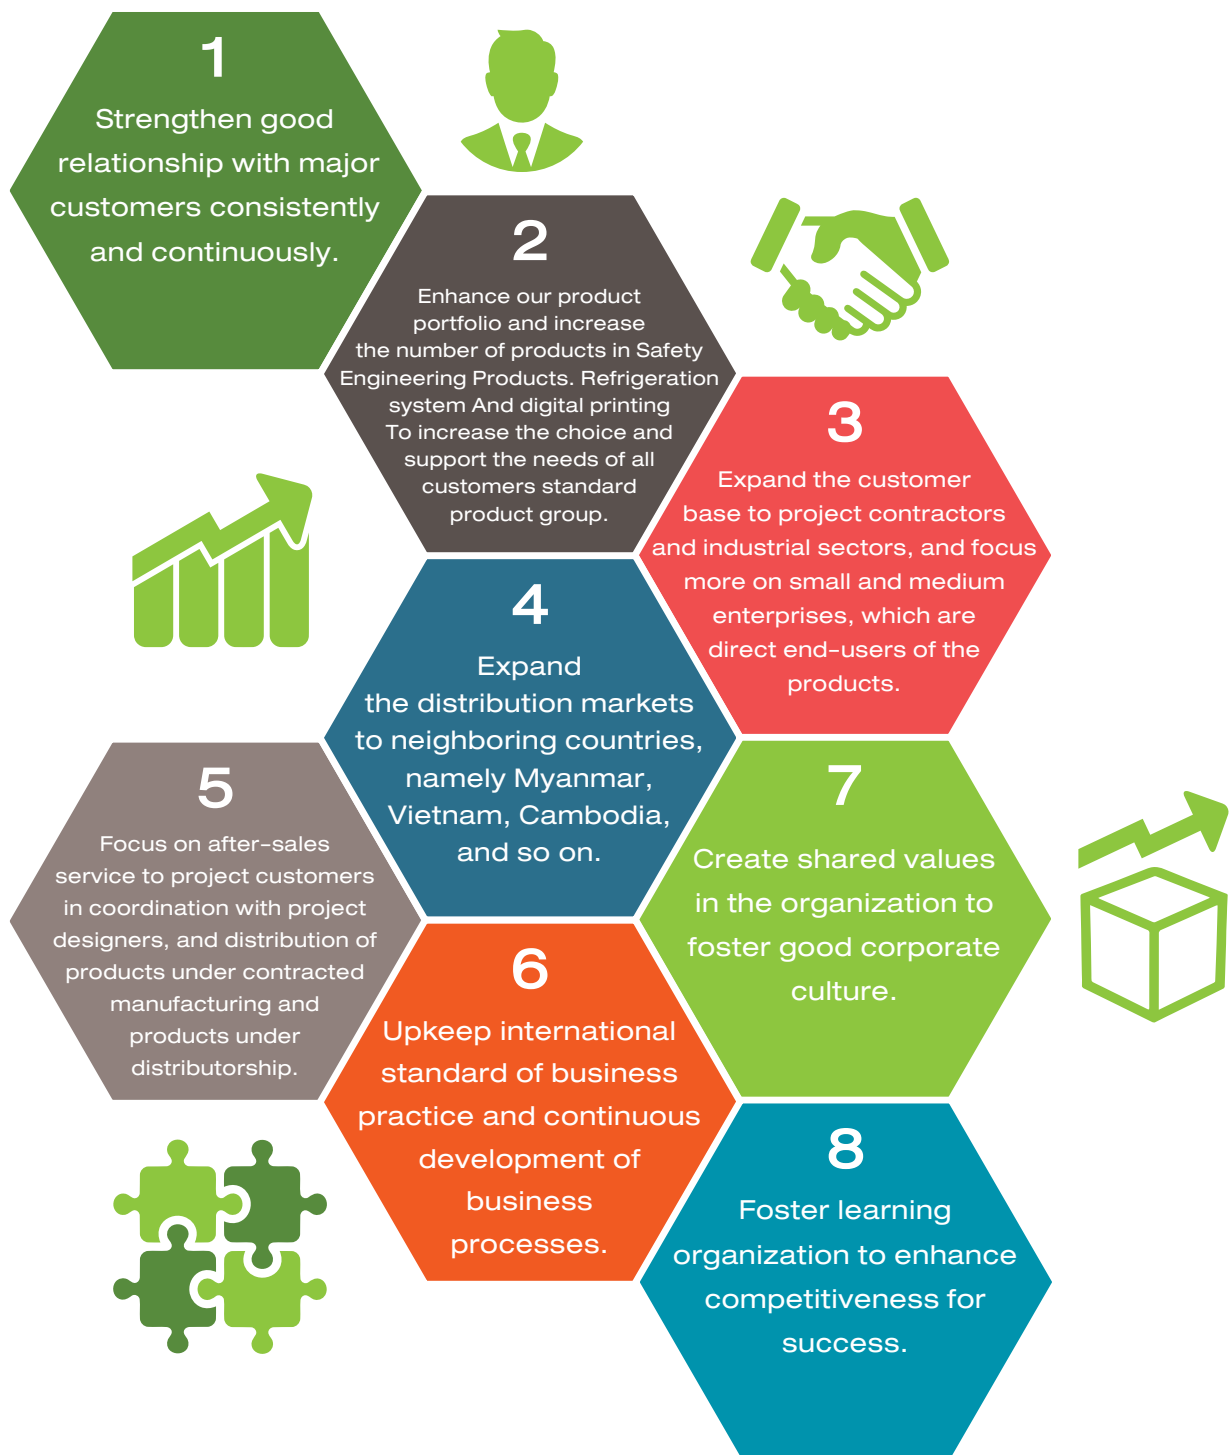 1
Strengthen good
relationship with major
customers consistently
and continuously.
2
Enhance our product
portfolio and increase
the number of products in Safety
Engineering Products. Refrigeration
system And digital printing
To increase the choice and
support the needs of all
customers standard
product group.
3
Expand the customer
base to project contractors
and industrial sectors, and focus
more on small and medium
enterprises, which are
direct end-users of the
products.
4
Expand
the distribution markets
to neighboring countries,
namely Myanmar,
Vietnam, Cambodia,
and so on.
5
Focus on after-sales
service to project customers
in coordination with project
designers, and distribution of
products under contracted
manufacturing and
products under
distributorship.
6
Upkeep international
standard of business
practice and continuous
development of
business
processes.
7
Create shared values
in the organization to
foster good corporate
culture.
8
Foster learning
organization to enhance
competitiveness for
success.